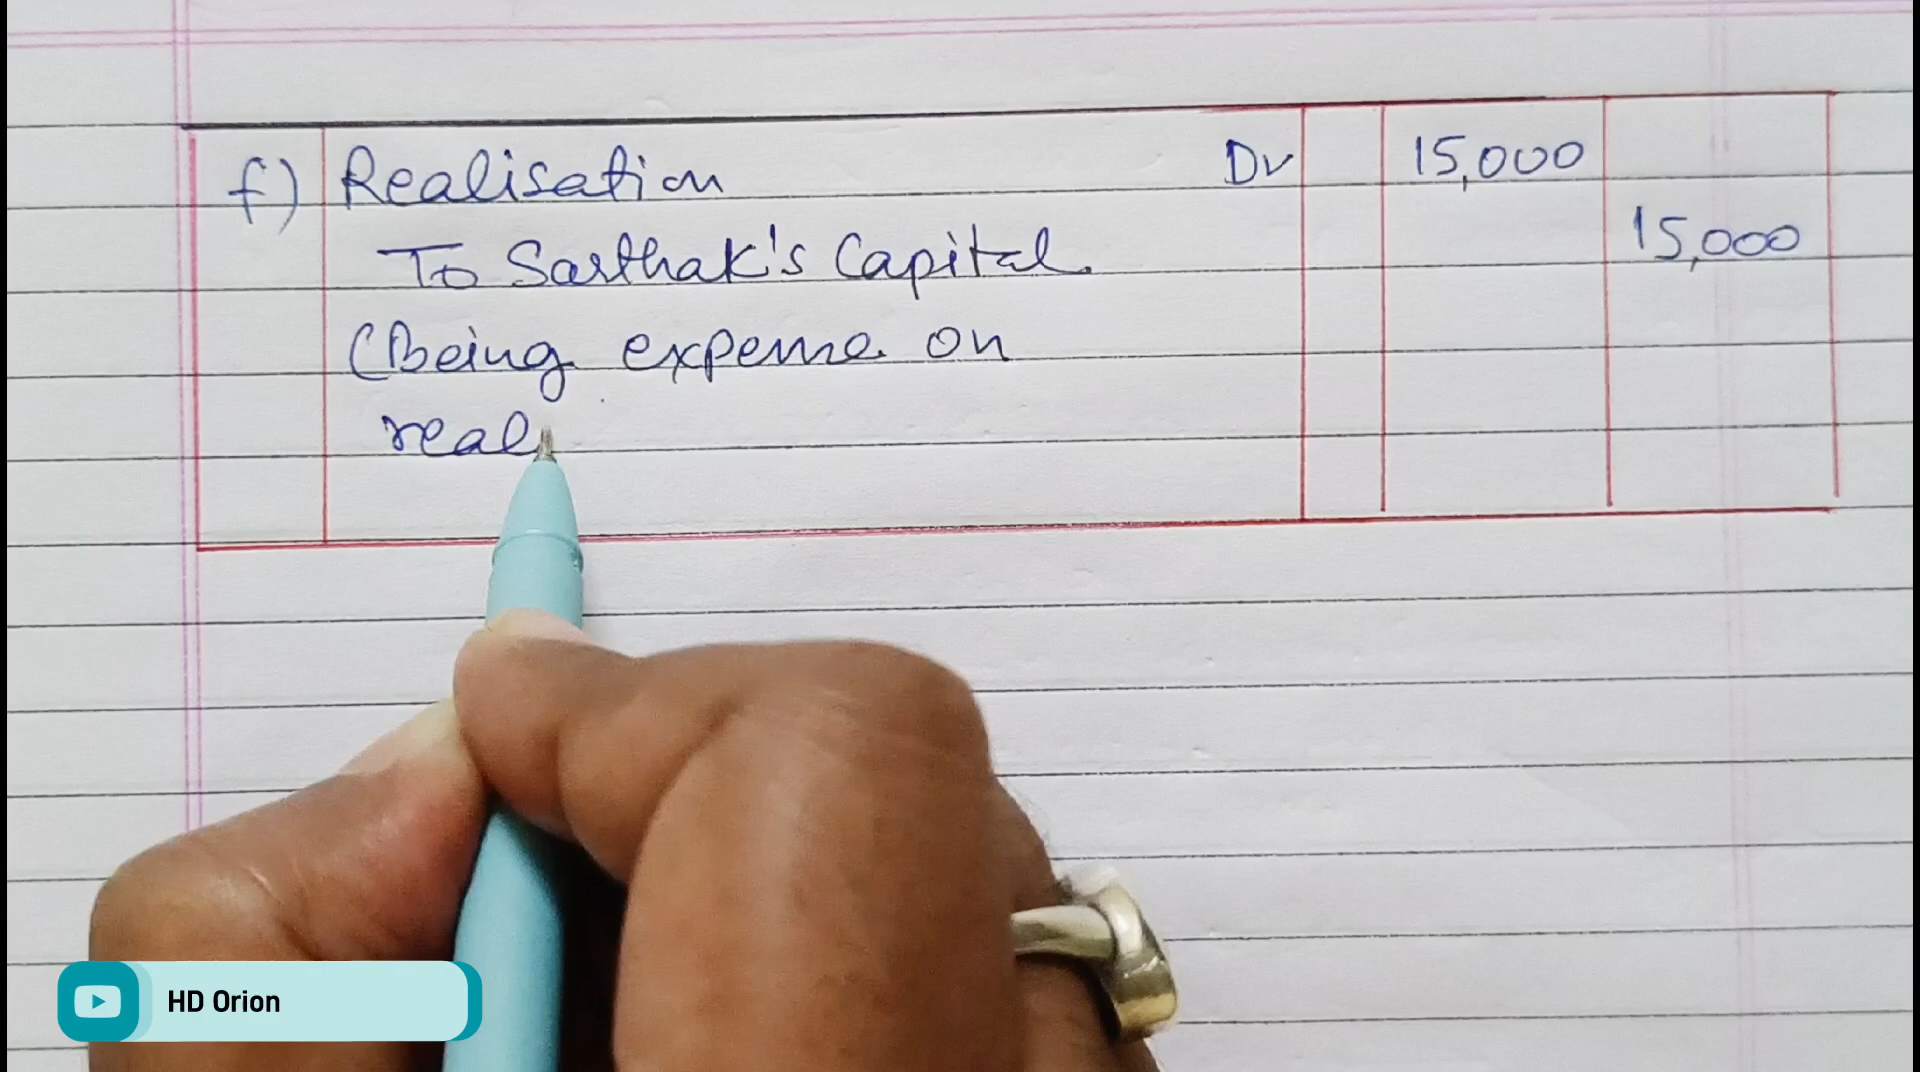 f) Realisation Dr 15,000
To Sarthak's Capital 15,000
(Being expense on
real
HD Orion